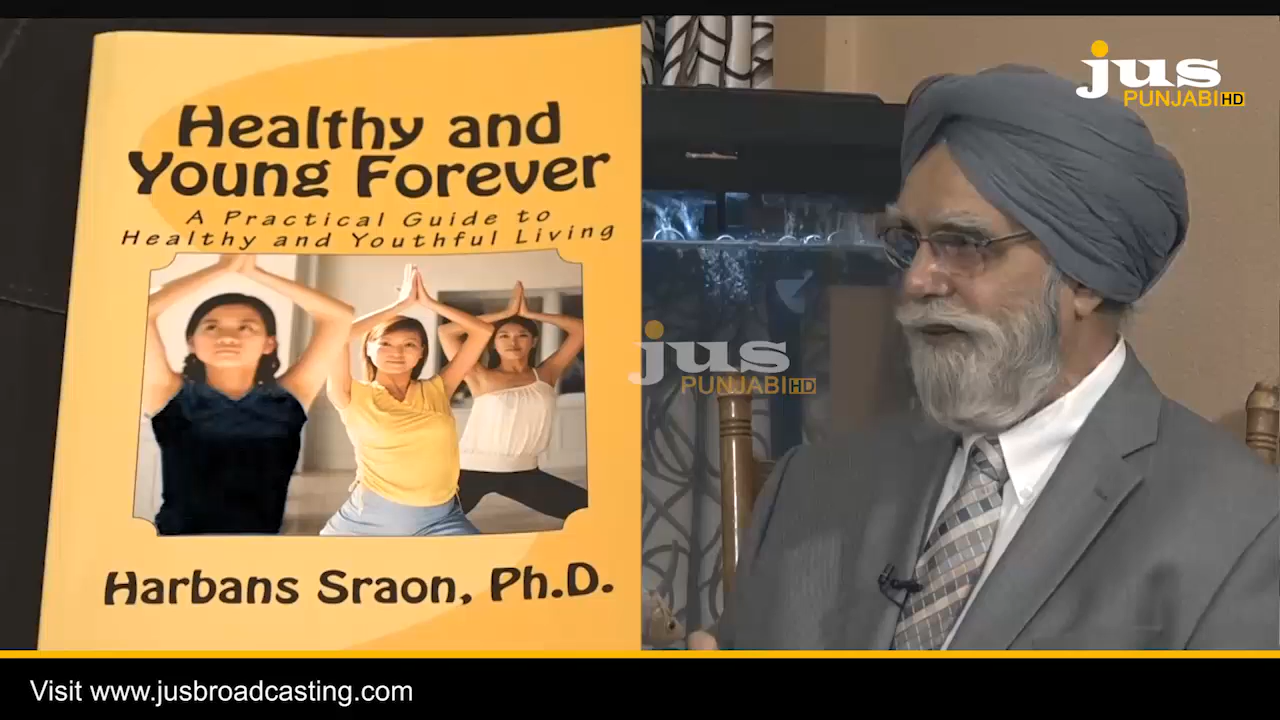 Healthy and
Young Forever
A Practical Guide to
Healthy and Youthful Living
Harbans Sraon, Ph.D.
jus
PUNJABI HD
jus
PUNJABI HD
Visit www.jusbroadcasting.com